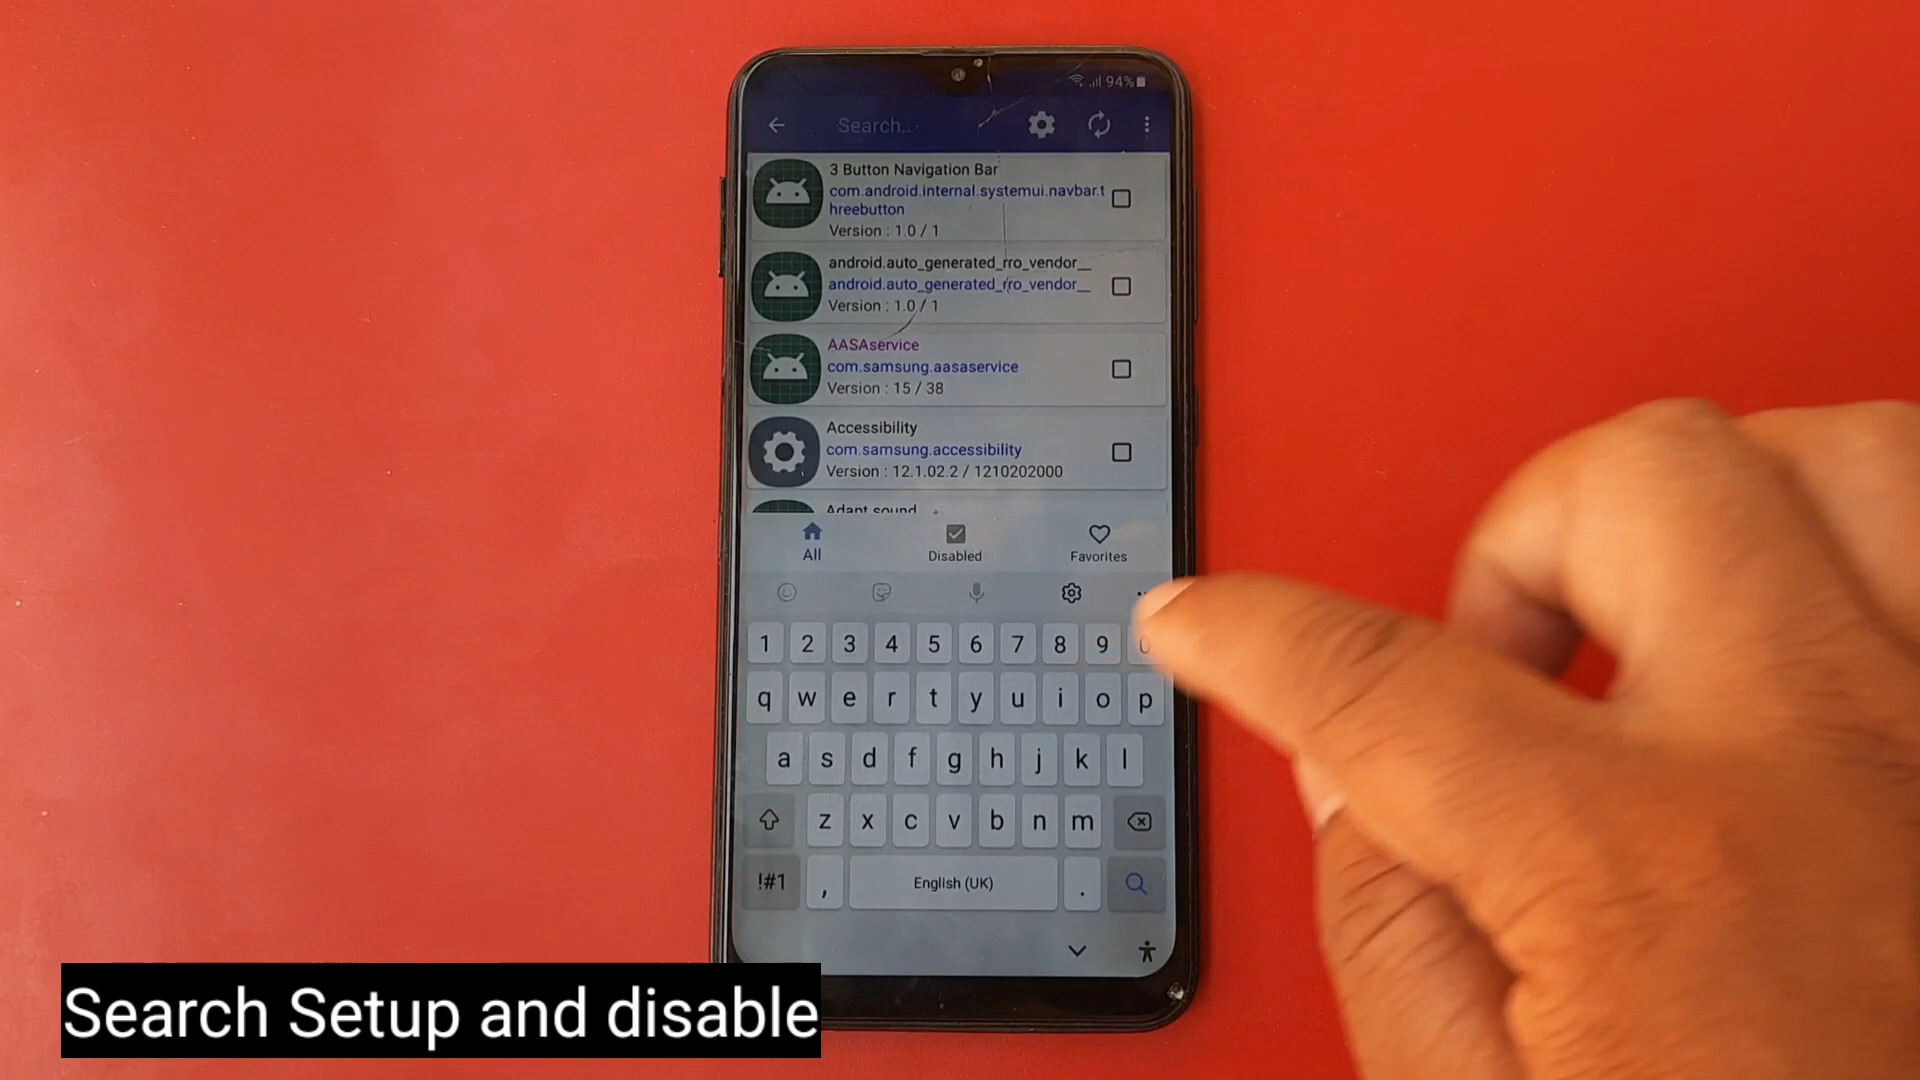 94%
Search...
3 Button Navigation Bar
com.android.internal.systemui.navbar.t
hreebutton
Version : 1.0 / 1
android.auto_generated_rro_vendor__
android.auto_generated_rro_vendor__
Version : 1.0 / 1
AASAservice
com.samsung.aasaservice
Version : 15 / 38
Accessibility
com.samsung.accessibility
Version : 12.1.02.2 / 1210202000
Adapt sound
All Disabled Favorites
1 2 3 4 5 6 7 8 9 0
q w e r t y u i o p
a s d f g h j k l
z x c v b n m
!#1 , English (UK) .
Search Setup and disable